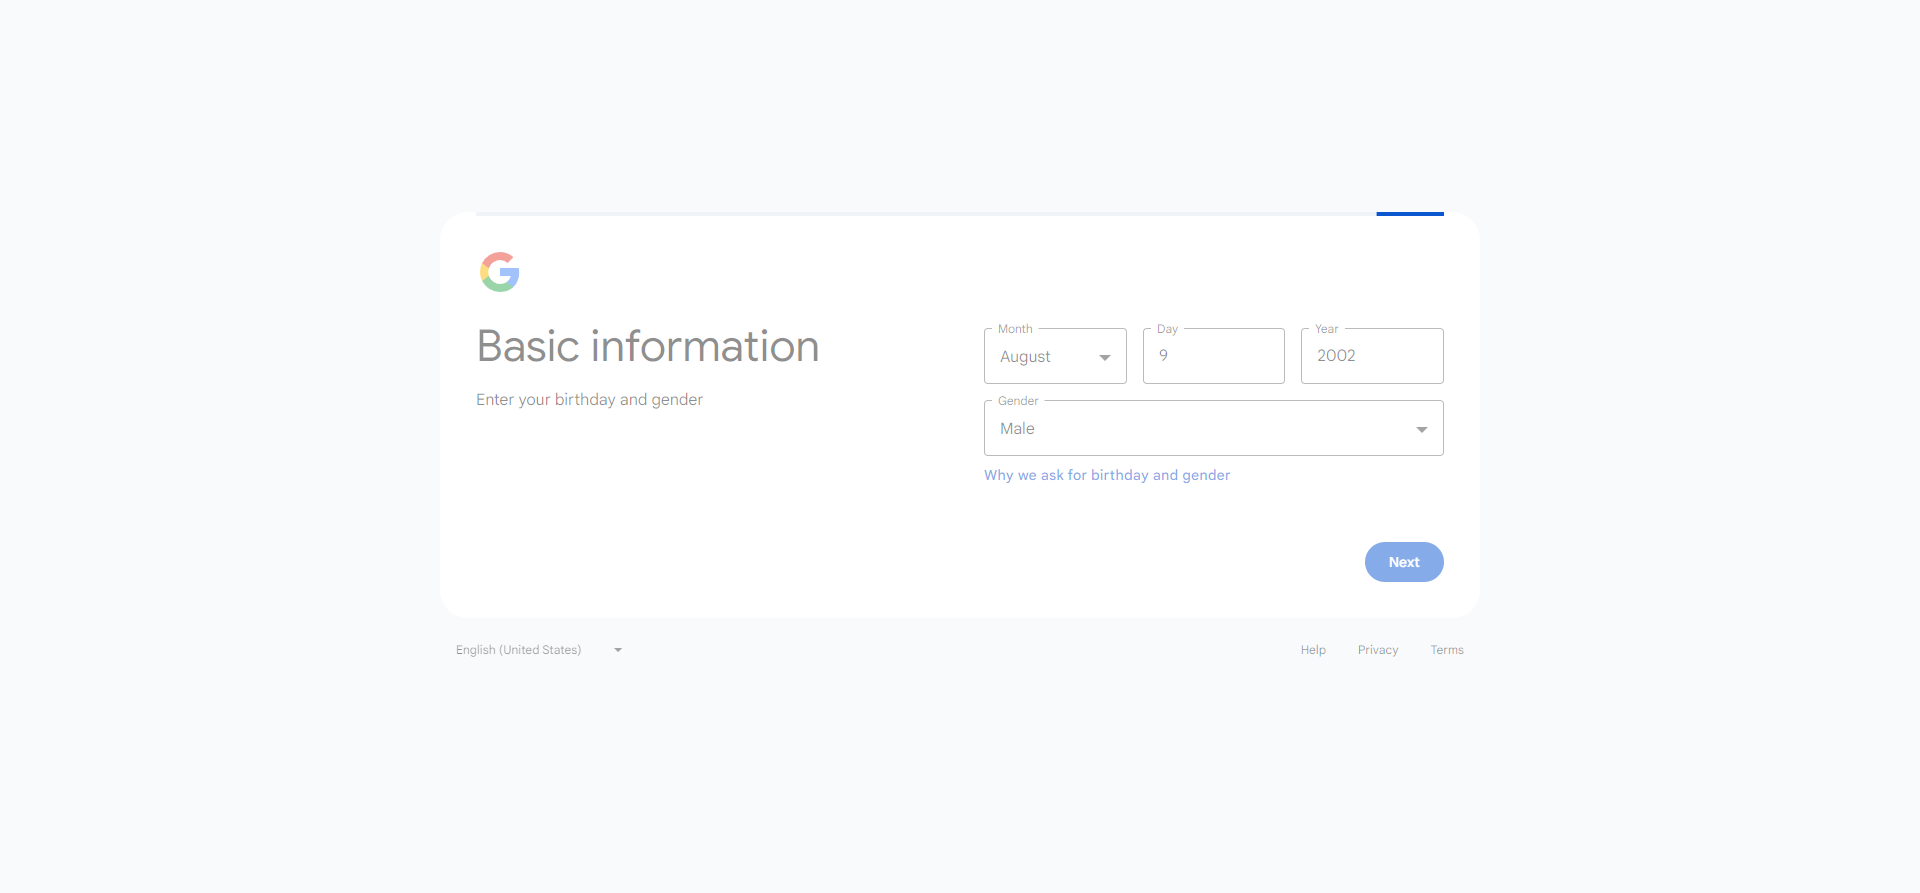 Basic information
Enter your birthday and gender
Month
August
Day
9
Year
2002
Gender
Male
Why we ask for birthday and gender
Next
English (United States)
Help
Privacy
Terms